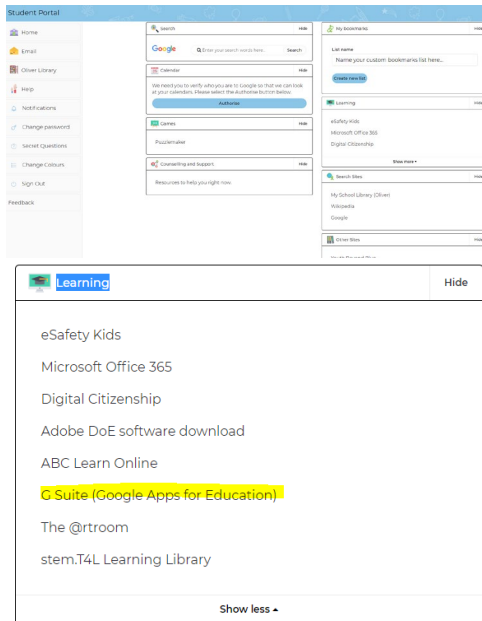 Student Portal
Home
Email
Oliver Library
Help
Notifications
Change password
Secret Questions
Change Colours
Sign Out
Feedback
Search
Hide
Google
Enter your search words here..
Search
Calendar
Hide
We need you to verify who you are to Google so that we can look
at your calendars. Please select the Authorise button below.
Authorise
Games
Hide
Puzzlemaker
Counselling and Support
Hide
Resources to help you right now.
My bookmarks
Hide
List name
Name your custom bookmarks list here...
Create new list
Learning
Hide
eSafety Kids
Microsoft Office 365
Digital Citizenship
Show more
Search Sites
Hide
My School Library (Oliver)
Wikipedia
Google
Other Sites
Hide
Learning
Hide
eSafety Kids
Microsoft Office 365
Digital Citizenship
Adobe DoE software download
ABC Learn Online
G Suite (Google Apps for Education)
The @rtroom
stem.T4L Learning Library
Show less